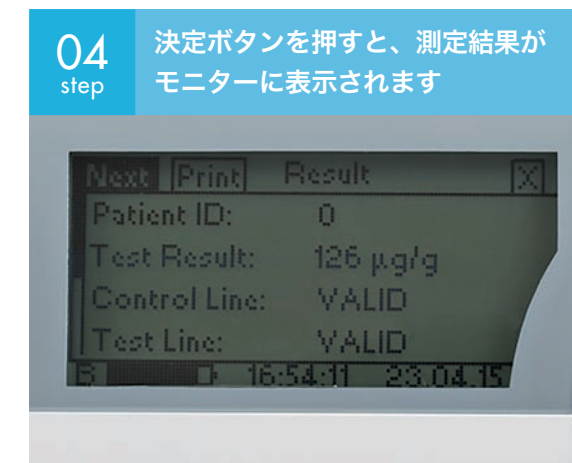 04
step
決定ボタンを押すと、測定結果が
モニターに表示されます
Next Print Result X
Patient ID: 0
Test Result: 126 µg/g
Control Line: VALID
Test Line: VALID
B 16:54:11 23.04.15